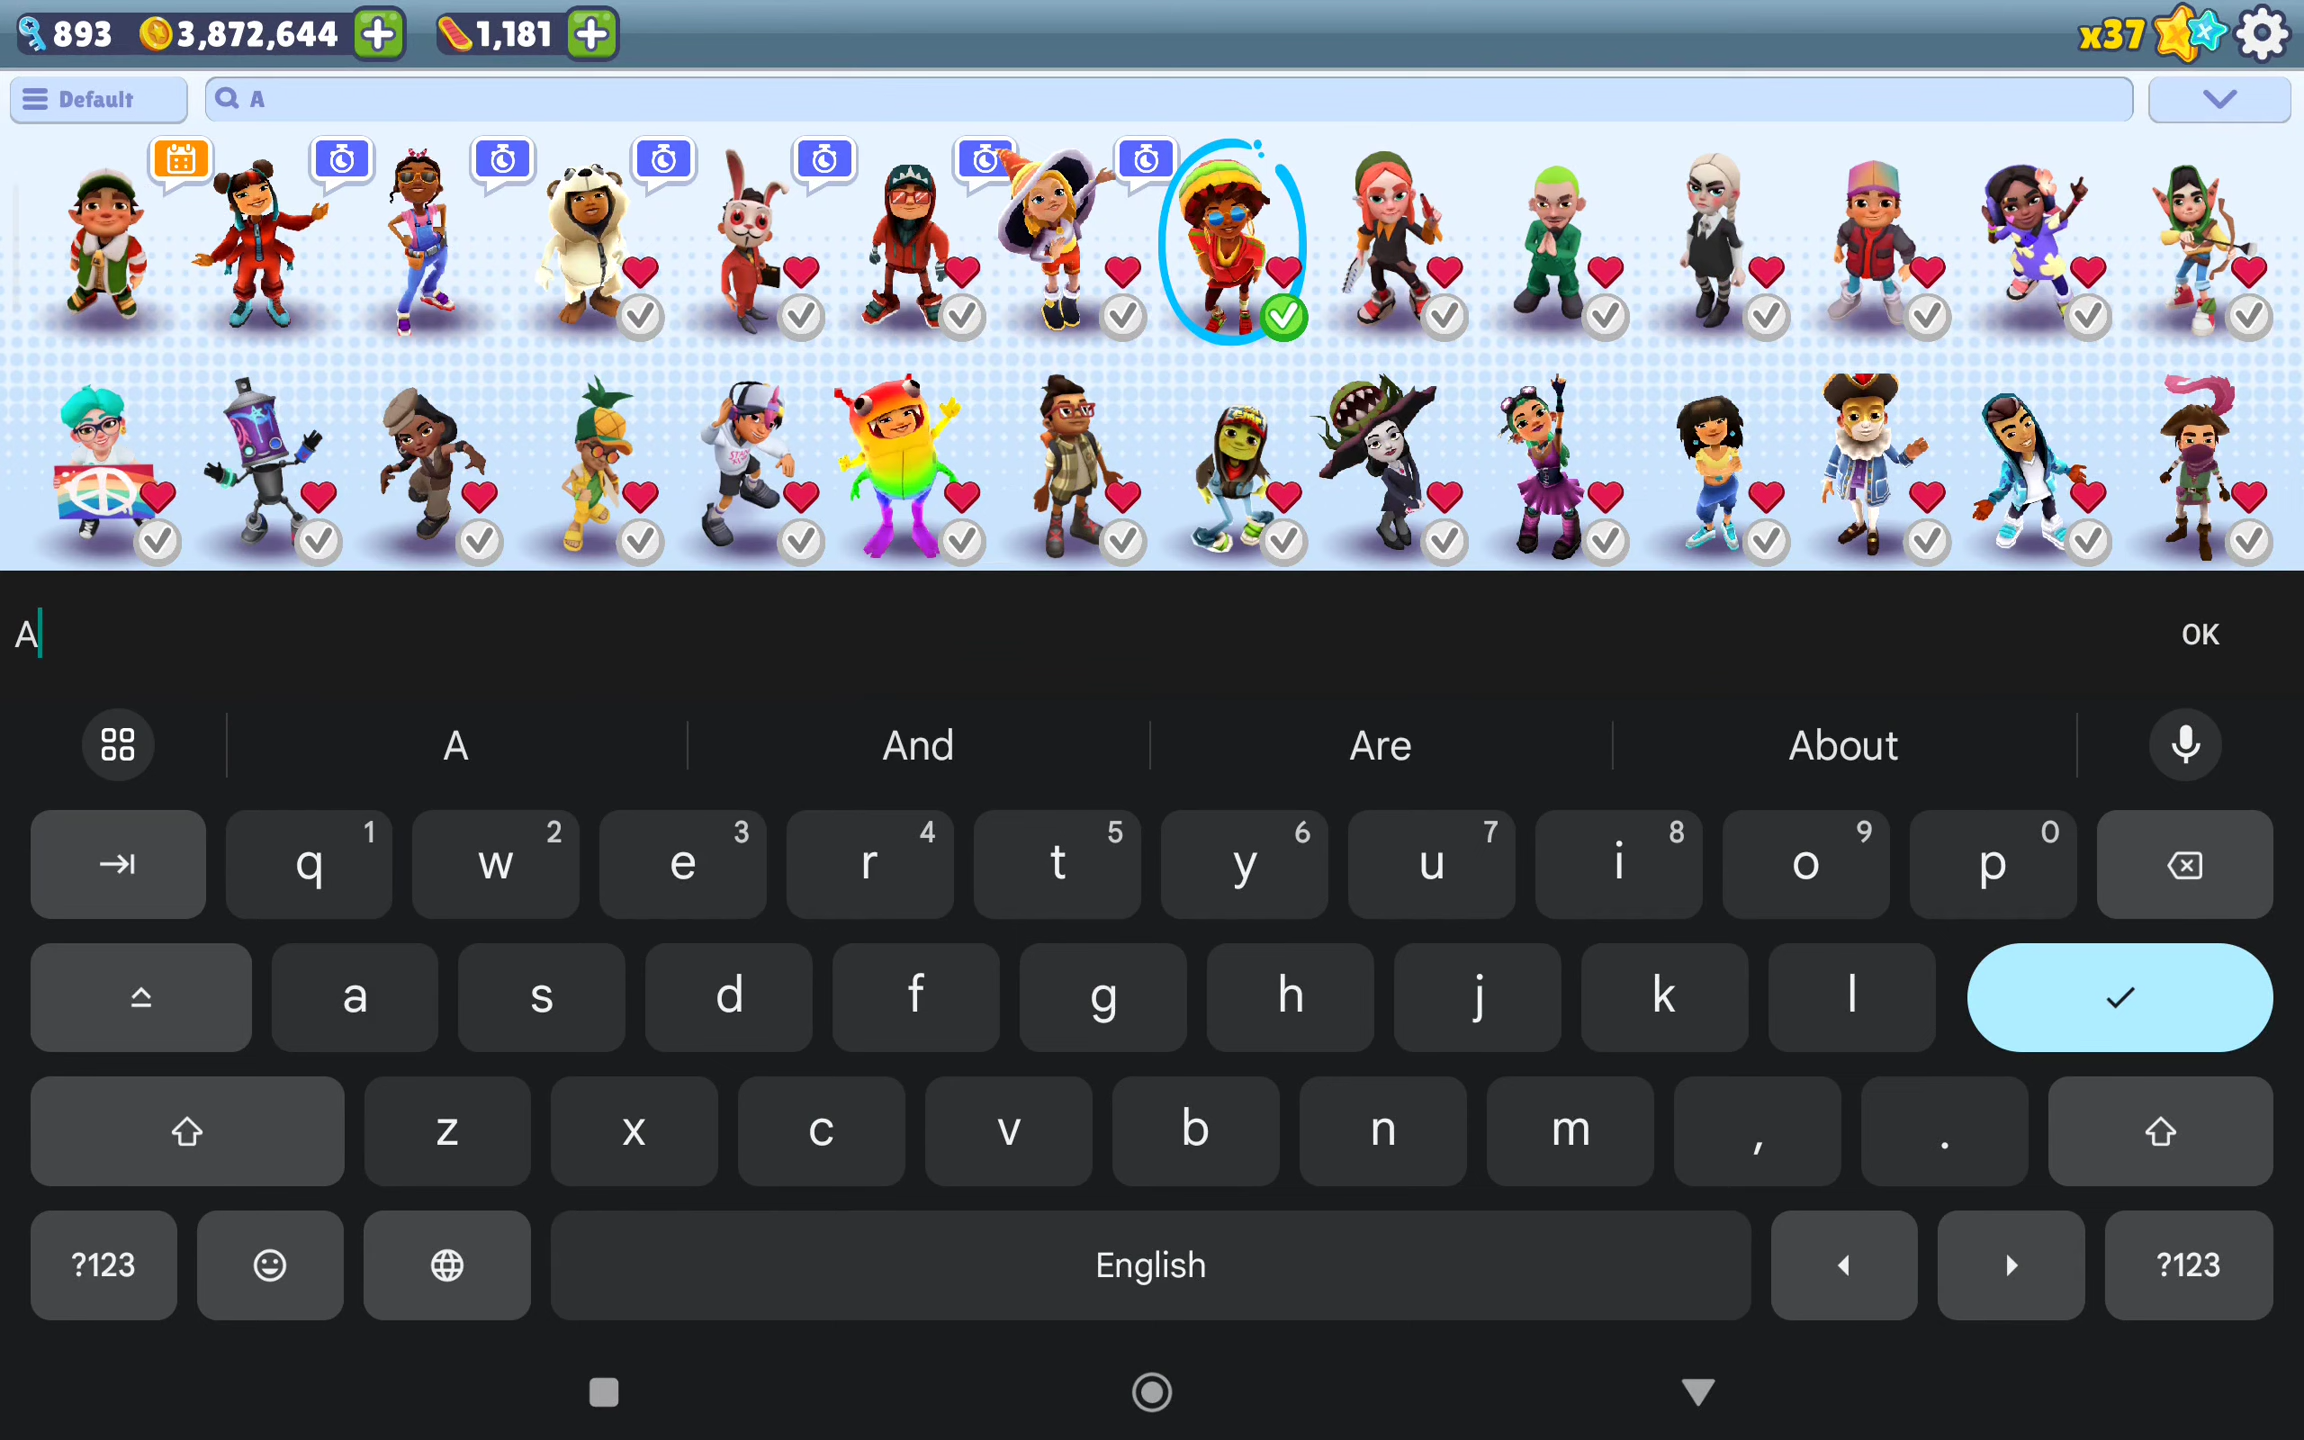 893 3,872,644 1,181 x37
Default A
STAR
A OK
A And Are About
q 1 w 2 e 3 r 4 t 5 y 6 u 7 i 8 o 9 p 0
a s d f g h j k l
z x c v b n m , .
?123 English ?123